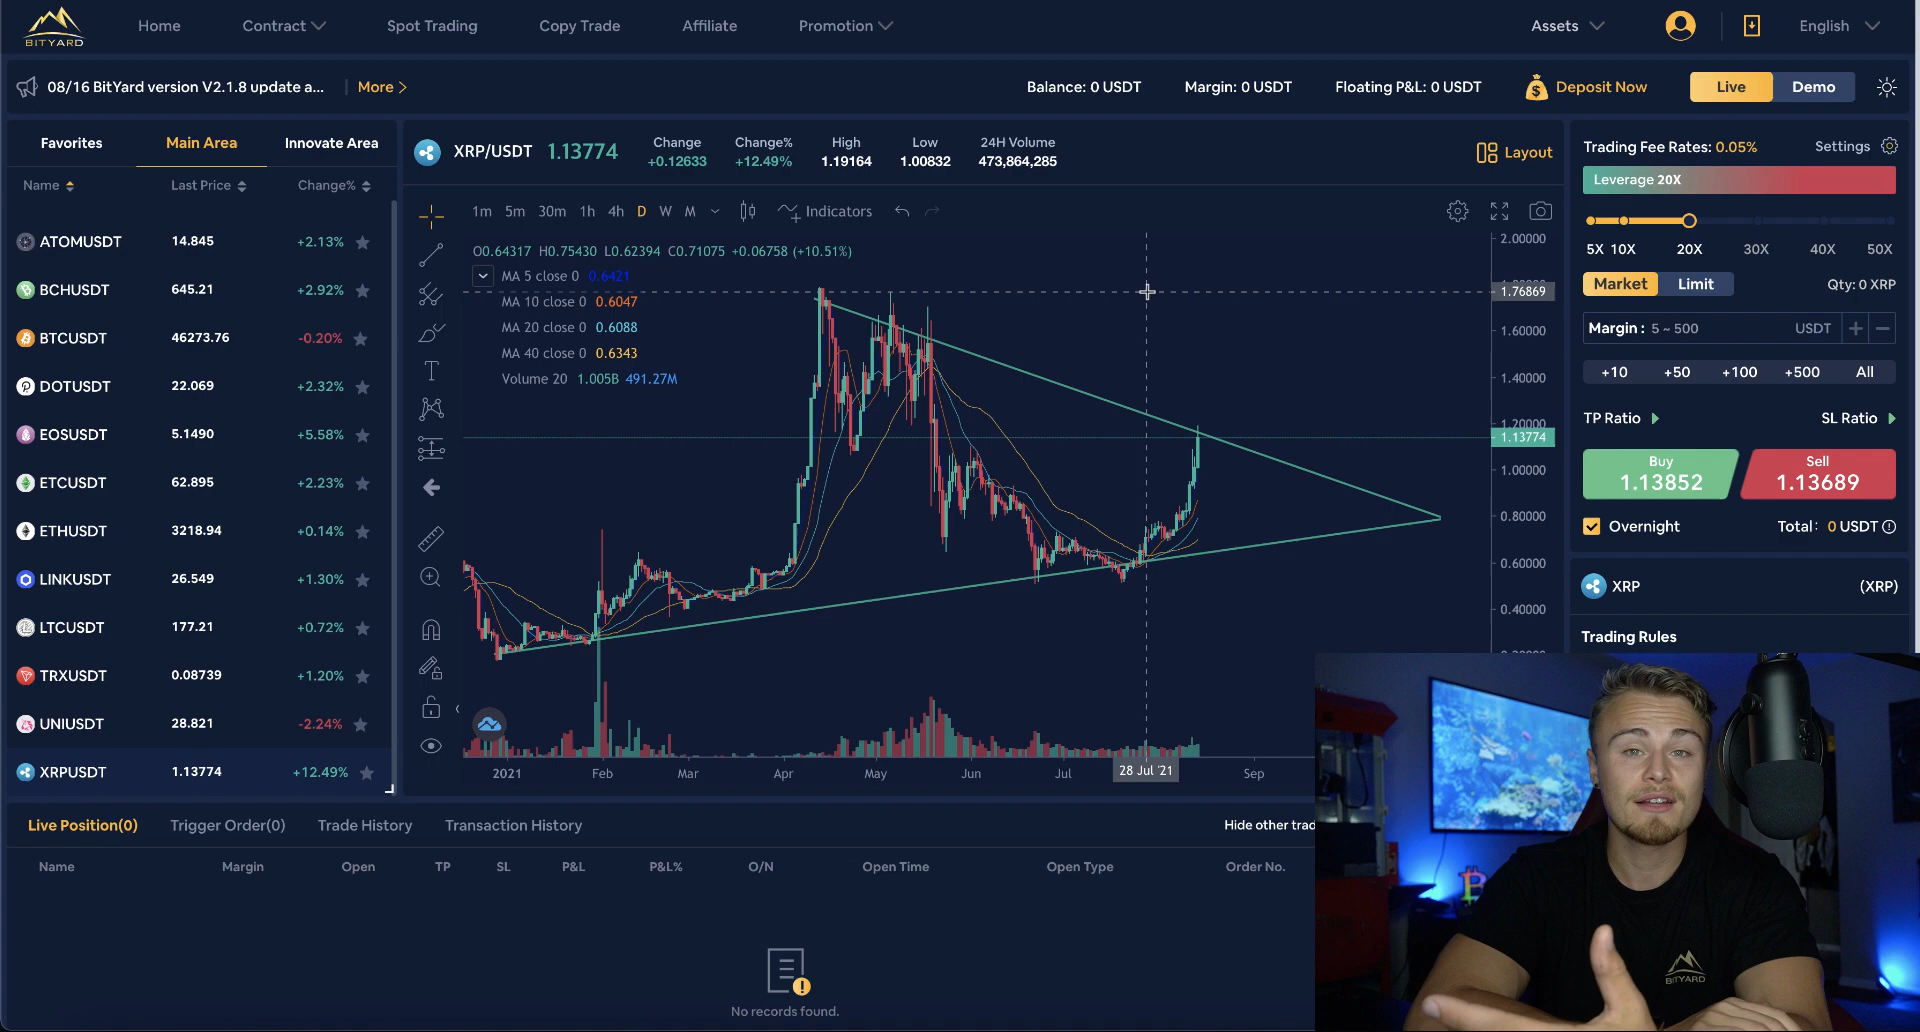 BITYARD
Home
Contract
Spot Trading
Copy Trade
Affiliate
Promotion
Assets
English
08/16 BitYard version V2.1.8 update a...
More >
Balance: 0 USDT
Margin: 0 USDT
Floating P&L: 0 USDT
Deposit Now
Live
Demo
Favorites
Main Area
Innovate Area
Name
Last Price
Change%
ATOMUSDT 14.845 +2.13%
BCHUSDT 645.21 +2.92%
BTCUSDT 46273.76 -0.20%
DOTUSDT 22.069 +2.32%
EOSUSDT 5.1490 +5.58%
ETCUSDT 62.895 +2.23%
ETHUSDT 3218.94 +0.14%
LINKUSDT 26.549 +1.30%
LTCUSDT 177.21 +0.72%
TRXUSDT 0.08739 +1.20%
UNIUSDT 28.821 -2.24%
XRPUSDT 1.13774 +12.49%
XRP/USDT 1.13774
Change
+0.12633
Change%
+12.49%
High
1.19164
Low
1.00832
24H Volume
473,864,285
Layout
1m 5m 30m 1h 4h D W M
Indicators
O0.64317 H0.75430 L0.62394 C0.71075 +0.06758 (+10.51%)
MA 5 close 0 0.6421
MA 10 close 0 0.6047
MA 20 close 0 0.6088
MA 40 close 0 0.6343
Volume 20 1.005B 491.27M
2.00000
1.76869
1.60000
1.40000
1.20000
1.13774
1.00000
0.80000
0.60000
0.40000
2021 Feb Mar Apr May Jun Jul 28 Jul '21 Sep
Trading Fee Rates: 0.05%
Settings
Leverage 20X
5X 10X 20X 30X 40X 50X
Market
Limit
Qty: 0 XRP
Margin : 5 ~ 500 USDT + −
+10 +50 +100 +500 All
TP Ratio
SL Ratio
Buy
1.13852
Sell
1.13689
Overnight
Total: 0 USDT
XRP
(XRP)
Trading Rules
Live Position(0)
Trigger Order(0)
Trade History
Transaction History
Hide other trad
Name Margin Open TP SL P&L P&L% O/N Open Time Open Type Order No.
No records found.
BITYARD